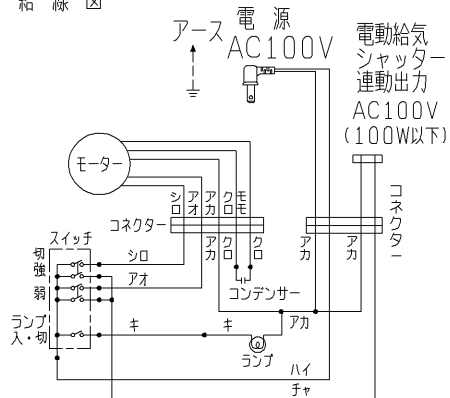 結線図
アース
電源
AC100V
電動給気
シャッター
連動出力
AC100V
(100W以下)
モーター
シロ
アオ
アカ
クロ
モモ
コネクター
コネクター
アカ
クロ
クロ
アカ
アカ
スイッチ
切
強
弱
シロ
アオ
コンデンサー
ランプ
入・切
キ
キ
アカ
ランプ
ハイ
チャ